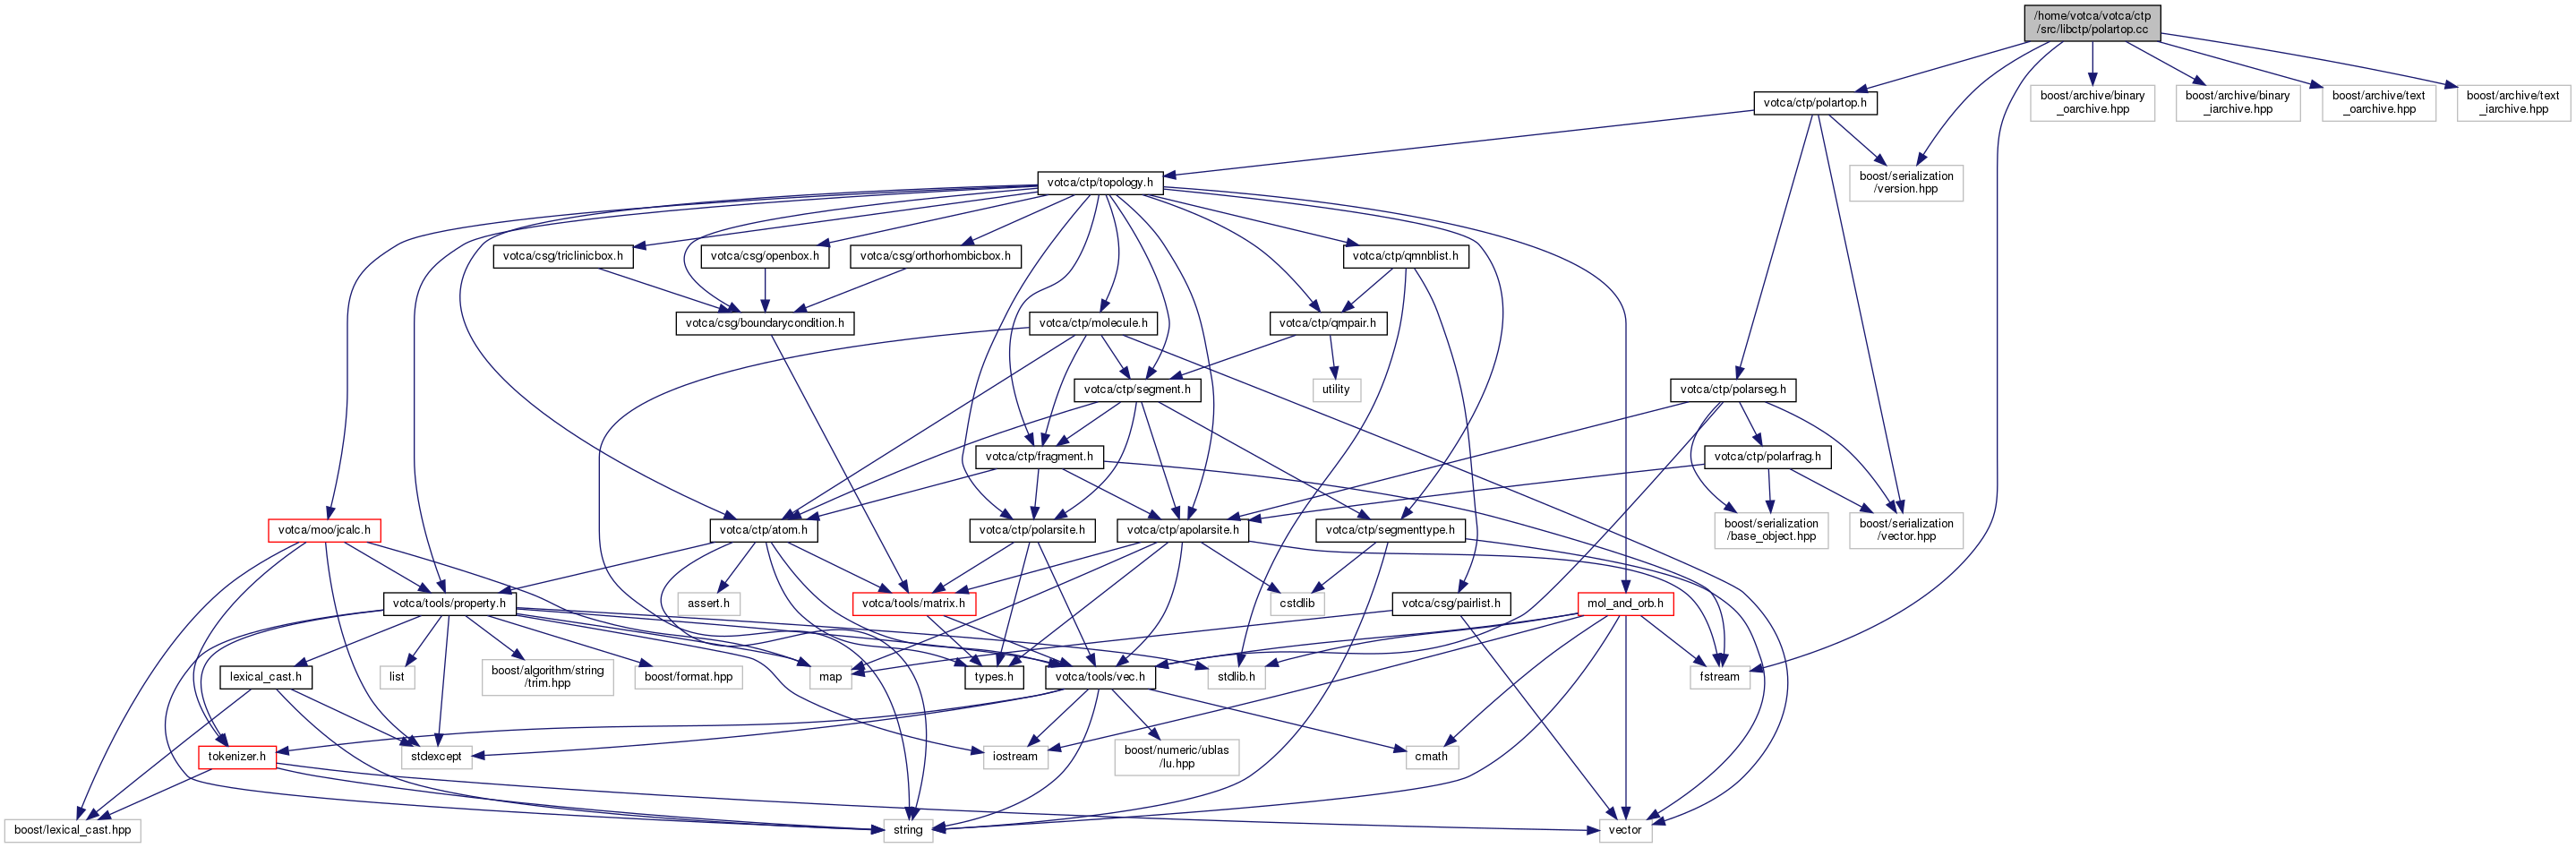 /home/votca/votca/ctp
/src/libctp/polartop.cc
votca/ctp/polartop.h
boost/archive/binary
_oarchive.hpp
boost/archive/binary
_iarchive.hpp
boost/archive/text
_oarchive.hpp
boost/archive/text
_iarchive.hpp
votca/ctp/topology.h
boost/serialization
/version.hpp
votca/csg/triclinicbox.h
votca/csg/openbox.h
votca/csg/orthorhombicbox.h
votca/ctp/qmnblist.h
votca/csg/boundarycondition.h
votca/ctp/molecule.h
votca/ctp/qmpair.h
votca/ctp/segment.h
utility
votca/ctp/polarseg.h
votca/ctp/fragment.h
votca/ctp/polarfrag.h
votca/moo/jcalc.h
votca/ctp/atom.h
votca/ctp/polarsite.h
votca/ctp/apolarsite.h
votca/ctp/segmenttype.h
boost/serialization
/base_object.hpp
boost/serialization
/vector.hpp
votca/tools/property.h
assert.h
votca/tools/matrix.h
cstdlib
votca/csg/pairlist.h
mol_and_orb.h
lexical_cast.h
list
boost/algorithm/string
/trim.hpp
boost/format.hpp
map
types.h
votca/tools/vec.h
stdlib.h
fstream
tokenizer.h
stdexcept
iostream
boost/numeric/ublas
/lu.hpp
cmath
boost/lexical_cast.hpp
string
vector